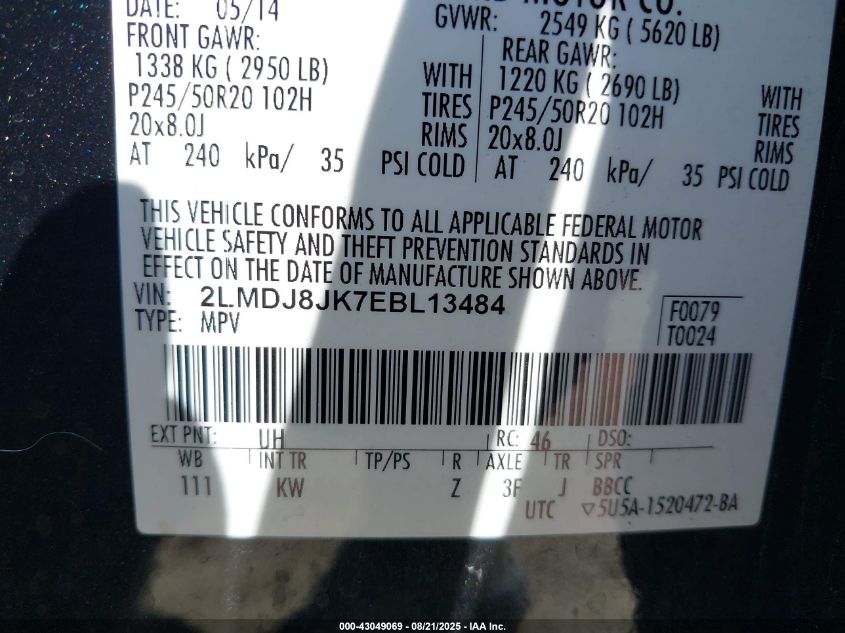 DATE: 05/14
MOTOR CO.
GVWR: 2549 KG ( 5620 LB)
FRONT GAWR:
1338 KG ( 2950 LB) WITH
P245/50R20 102H TIRES
20x8.0J RIMS
AT 240 kPa/ 35 PSI COLD
REAR GAWR:
1220 KG ( 2690 LB) WITH
P245/50R20 102H TIRES
20x8.0J RIMS
AT 240 kPa/ 35 PSI COLD
THIS VEHICLE CONFORMS TO ALL APPLICABLE FEDERAL MOTOR
VEHICLE SAFETY AND THEFT PREVENTION STANDARDS IN
EFFECT ON THE DATE OF MANUFACTURE SHOWN ABOVE.
VIN: 2LMDJ8JK7EBL13484
TYPE: MPV
F0079
T0024
EXT PNT: UH RC: 46 DSO:
WB INT TR TP/PS R AXLE TR SPR
111 KW Z 3F J BBCC
UTC ▽5U5A-1520472-BA
000-43049069 - 08/21/2025 - IAA Inc.